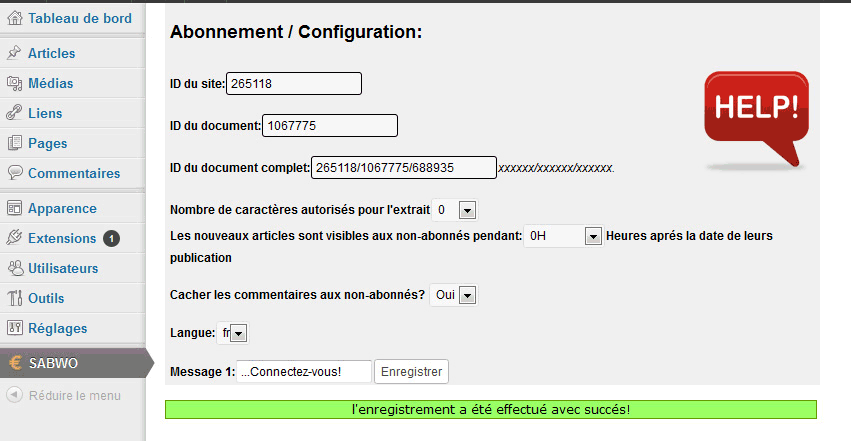 Tableau de bord
Articles
Médias
Liens
Pages
Commentaires
Apparence
Extensions 1
Utilisateurs
Outils
Réglages
€ SABWO
Réduire le menu
Abonnement / Configuration:
ID du site: 265118
HELP!
ID du document: 1067775
ID du document complet: 265118/1067775/688935 xxxxxx/xxxxxx/xxxxxx.
Nombre de caractères autorisés pour l'extrait 0
Les nouveaux articles sont visibles aux non-abonnés pendant: 0H Heures aprés la date de leurs
publication
Cacher les commentaires aux non-abonnés? Oui
Langue: fr
Message 1: ...Connectez-vous! Enregistrer
l'enregistrement a été effectué avec succés!